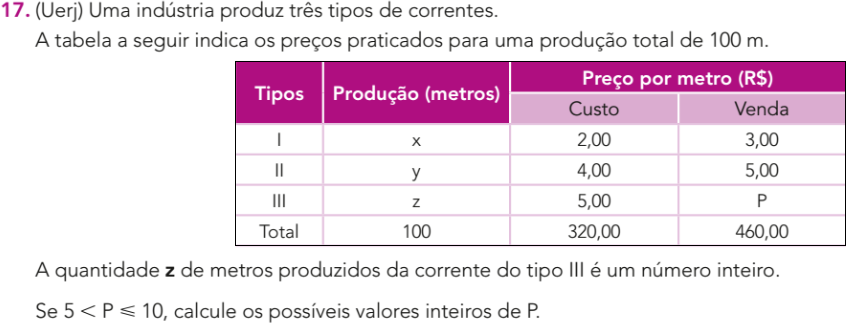 17. (Uerj) Uma indústria produz três tipos de correntes.
A tabela a seguir indica os preços praticados para uma produção total de 100 m.
Tipos Produção (metros) Preço por metro (R$)
Custo Venda
I x 2,00 3,00
II y 4,00 5,00
III z 5,00 P
Total 100 320,00 460,00
A quantidade z de metros produzidos da corrente do tipo III é um número inteiro.
Se 5 < P ⩽ 10, calcule os possíveis valores inteiros de P.